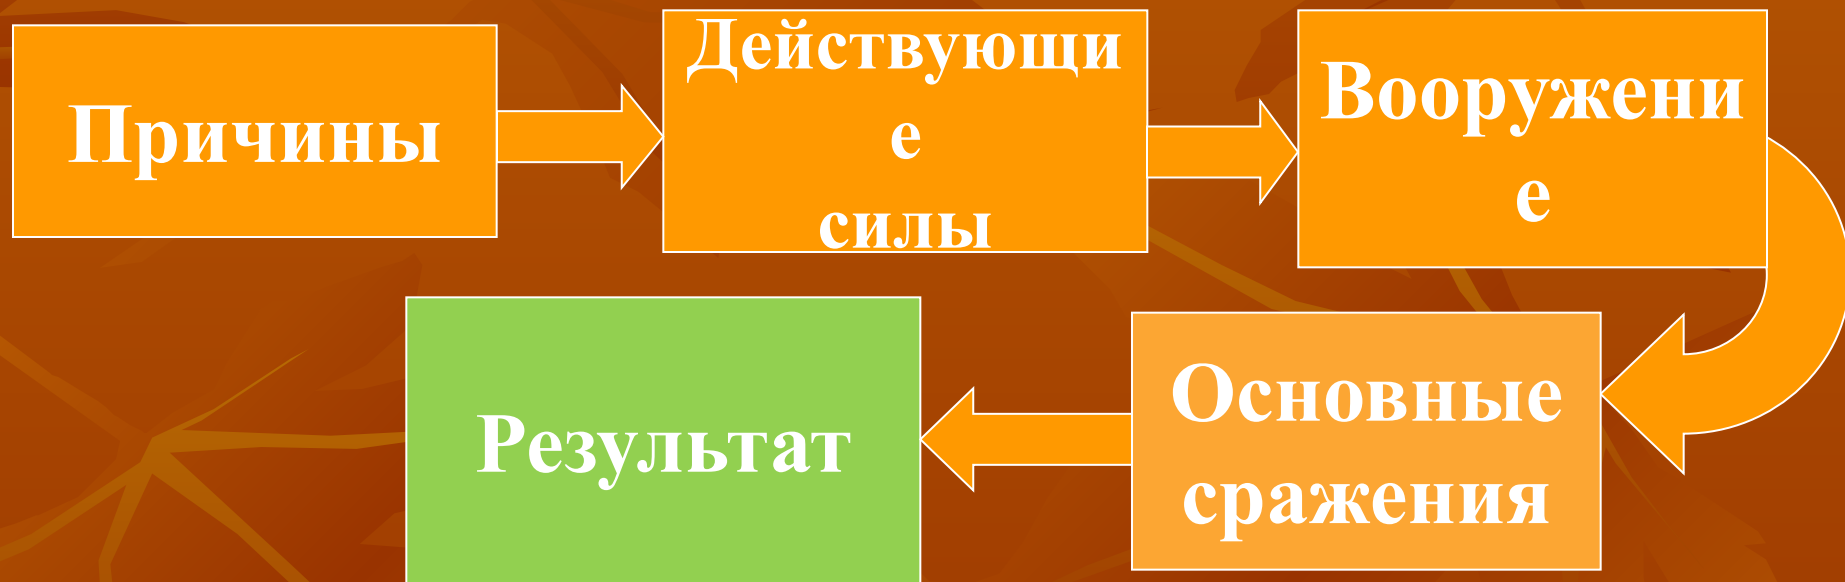 Причины
Действующи
е
силы
Вооружени
е
Основные
сражения
Результат